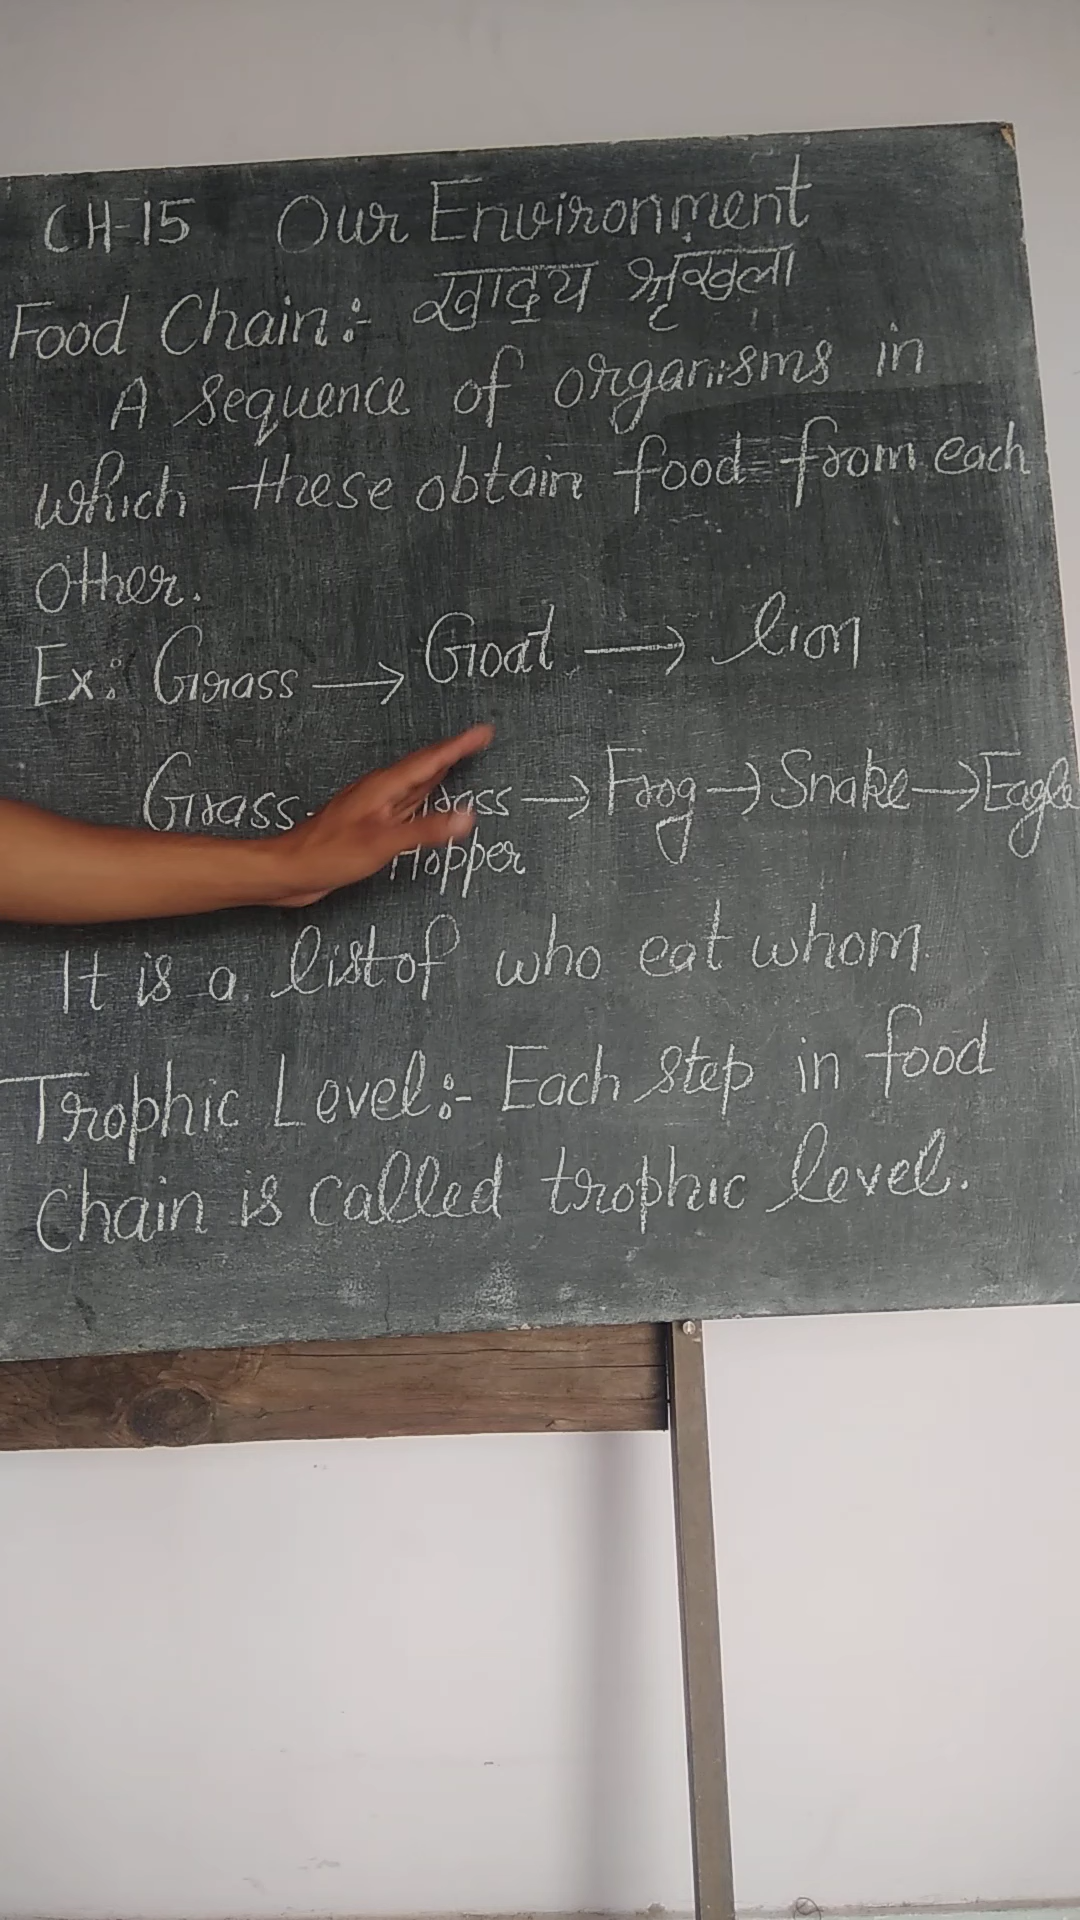 CH-15 Our Environment
Food Chain:- खाद्य श्रृंखला
A sequence of organisms in
which these obtain food from each
other.
Ex: Grass → Goat → lion
Grass → Grass → Frog → Snake → Eagle
Hopper
It is a list of who eat whom
Trophic Level:- Each step in food
chain is called trophic level.